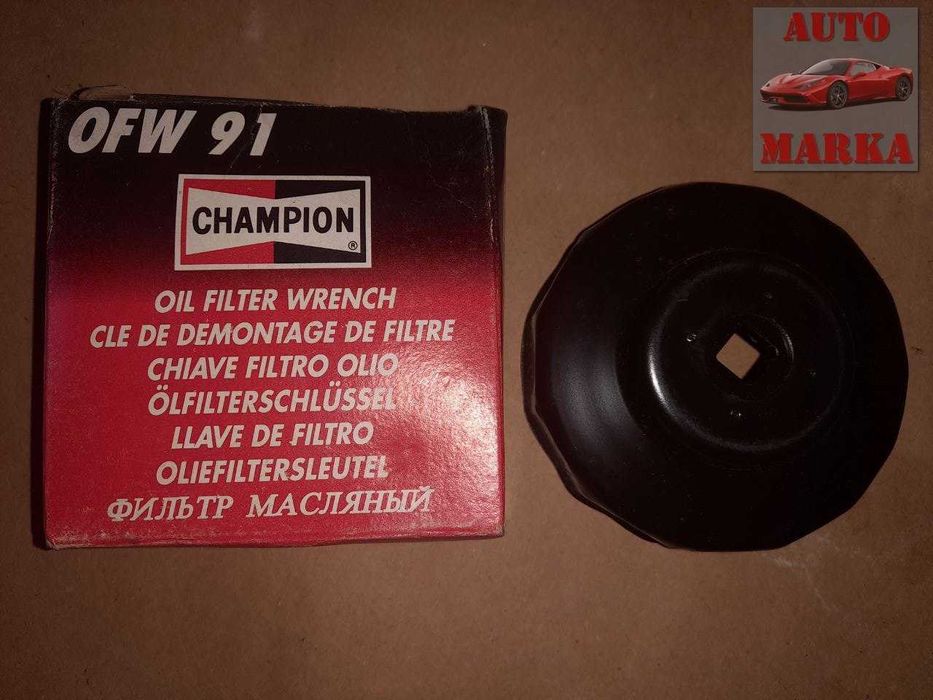 OFW 91
CHAMPION
®
OIL FILTER WRENCH
CLE DE DEMONTAGE DE FILTRE
CHIAVE FILTRO OLIO
ÖLFILTERSCHLÜSSEL
LLAVE DE FILTRO
OLIEFILTERSLEUTEL
ФИЛЬТР МАСЛЯНЫЙ
AUTO
MARKA